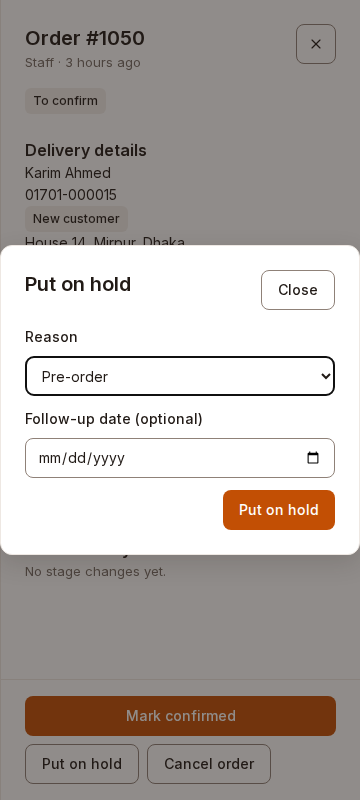 Order #1050
Staff · 3 hours ago
To confirm
Delivery details
Karim Ahmed
01701-000015
New customer
House 14, Mirpur, Dhaka
Put on hold
Close
Reason
Pre-order
Follow-up date (optional)
mm/dd/yyyy
Put on hold
No stage changes yet.
Mark confirmed
Put on hold
Cancel order